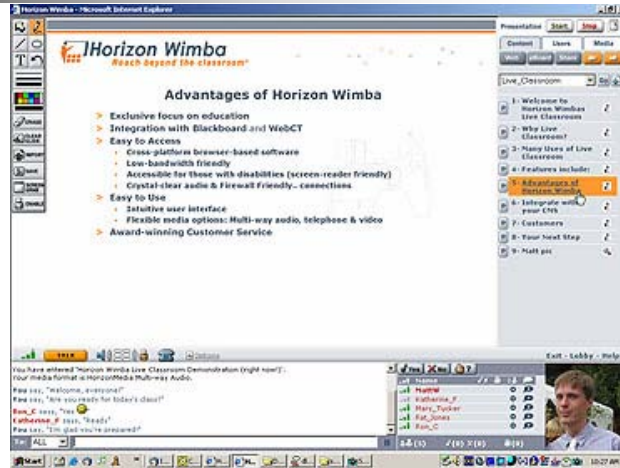 Horizon Wimba - Microsoft Internet Explorer
Horizon Wimba
Reach beyond the classroom
Advantages of Horizon Wimba
Exclusive focus on education
Integration with Blackboard and WebCT
Easy to Access
Cross-platform browser-based software
Low-bandwidth friendly
Accessible for those with disabilities (screen-reader friendly)
Crystal-clear audio & Firewall Friendly.. connections
Easy to Use
Intuitive user interface
Flexible media options: Multi-way audio, telephone & video
Award-winning Customer Service
Presentation Start Stop
Content Users Media
Live_Classroom
1- Welcome to
Horizon Wimbas
Live Classroom
2- Why Live
Classroom?
3- Many Uses of Live
Classroom
4- Features include:
5- Advantages of
Horizon Wimba
6- Integrate with
your CMS
7- Customers
8- Your Next Step
9- Matt pic
TALK
Options
Exit - Lobby - Help
You have entered 'Horizon Wimba Live Classroom Demonstration (right now!)'.
Your media format is HorizonMedia Multi-way Audio.
You say, "Welcome, everyone!"
You say, "Are you ready for today's class?"
Ron_C says, "Yes
Katherine_F says, "Ready"
You say, "I'm glad you're prepared!"
To: ALL
Yes No ?
Name
MattW
Katherine_F
Mary_Tucker
Pat_Jones
Ron_C
Start
10:27 AM